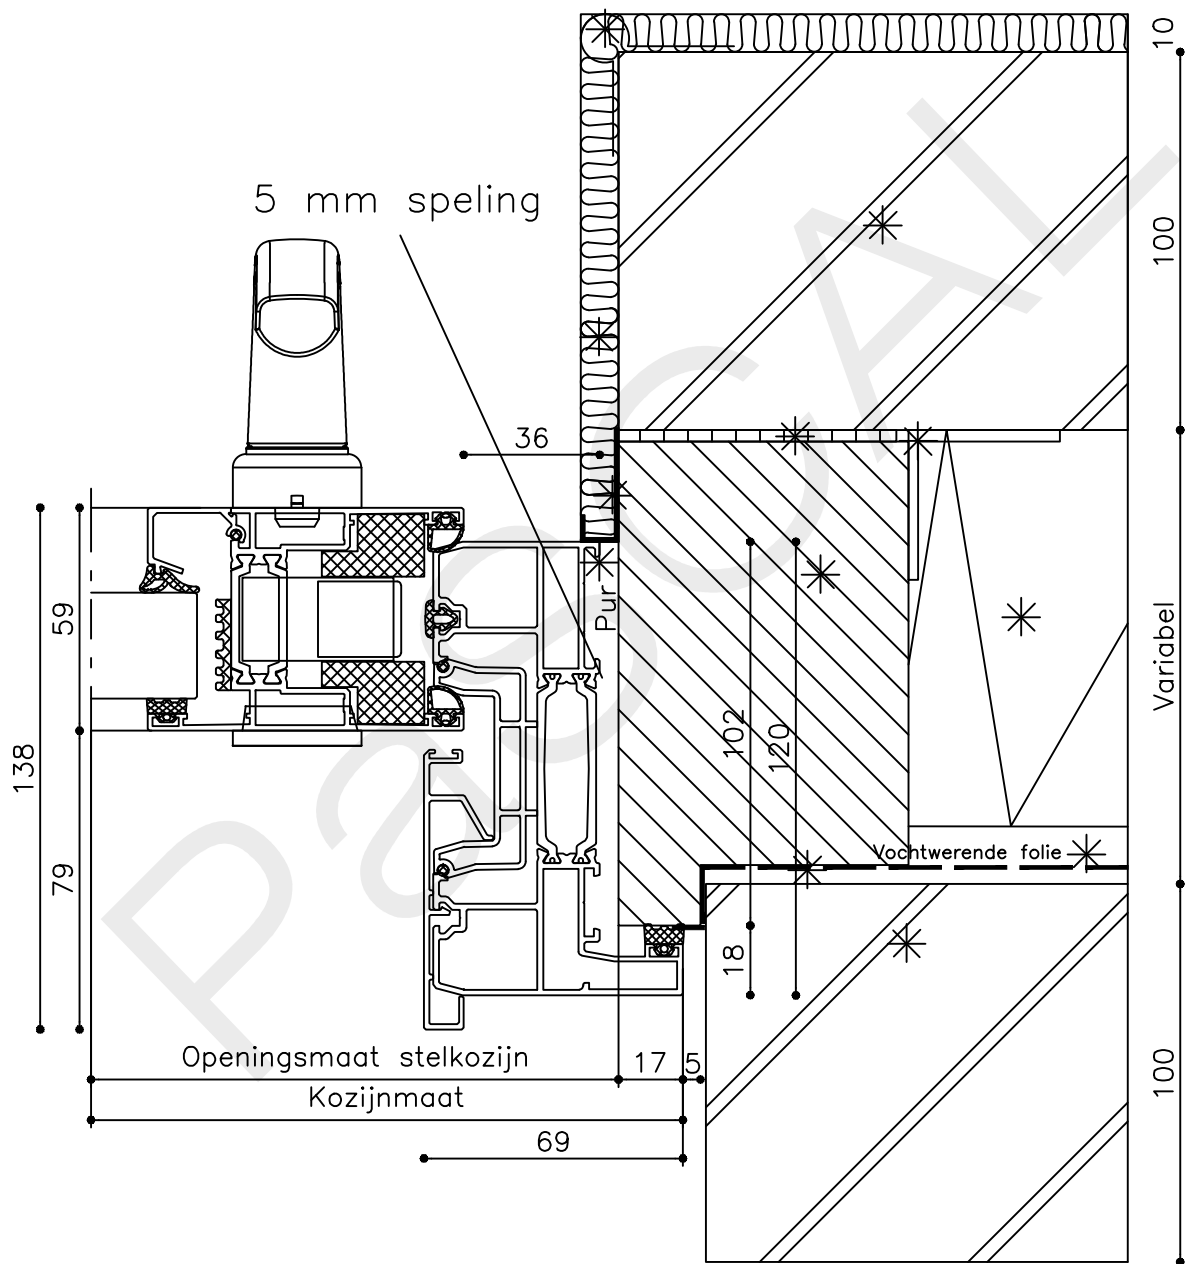 10
5 mm speling
100
36
Pur
59
102
120
Variabel
138
79
Vochtwerende folie
18
Openingsmaat stelkozijn
17
5
100
Kozijnmaat
69
PasCAL